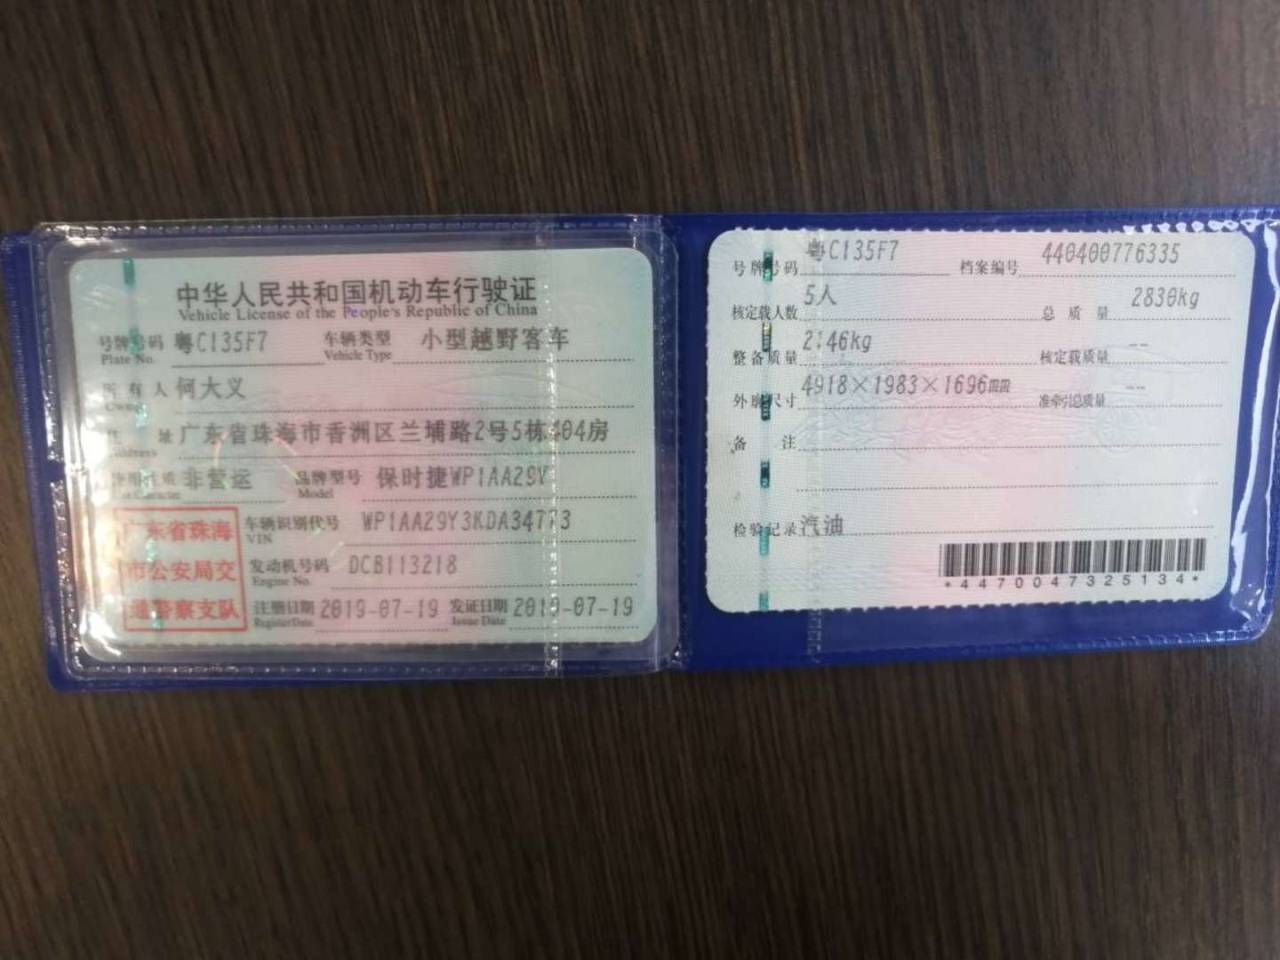 中华人民共和国机动车行驶证
Vehicle License of the People's Republic of China
号牌号码 粤C135F7 车辆类型 小型越野客车
Plate No. Vehicle Type
所有人 何大义
Owner
住 址 广东省珠海市香洲区兰埔路2号5栋404房
Address
使用性质 非营运 品牌型号 保时捷WP1AA29Y
Use Character Model
广东省珠海
市公安局交
通警察支队
车辆识别代号 WP1AA29Y3KDA34773
VIN
发动机号码 DCB113218
Engine No.
注册日期 2019-07-19 发证日期 2019-07-19
Register Date Issue Date
号牌号码 粤C135F7 档案编号 440400776335
核定载人数 5人 总质量 2830kg
整备质量 2146kg 核定载质量 --
外廓尺寸 4918×1983×1696mm 准牵引总质量 --
备 注
检验记录 汽油
*4470047325134*